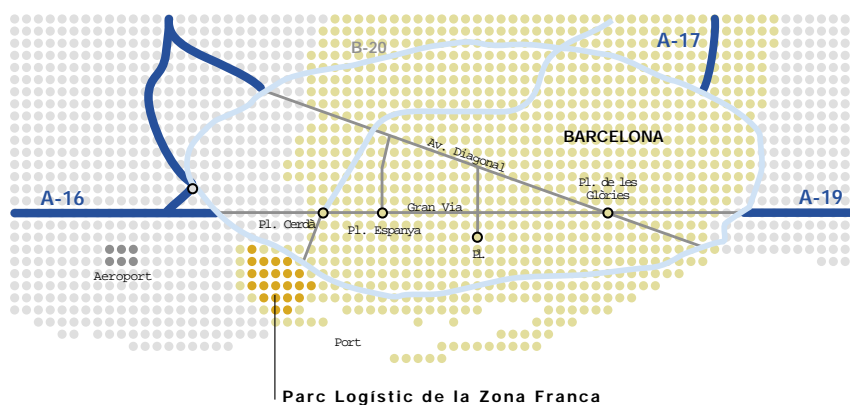 A-17
B-20
BARCELONA
Av. Diagonal
Pl. de les
Glòries
A-16
A-19
Gran Via
Pl. Cerdà
Pl. Espanya
Pl.
Aeroport
Port
Parc Logístic de la Zona Franca